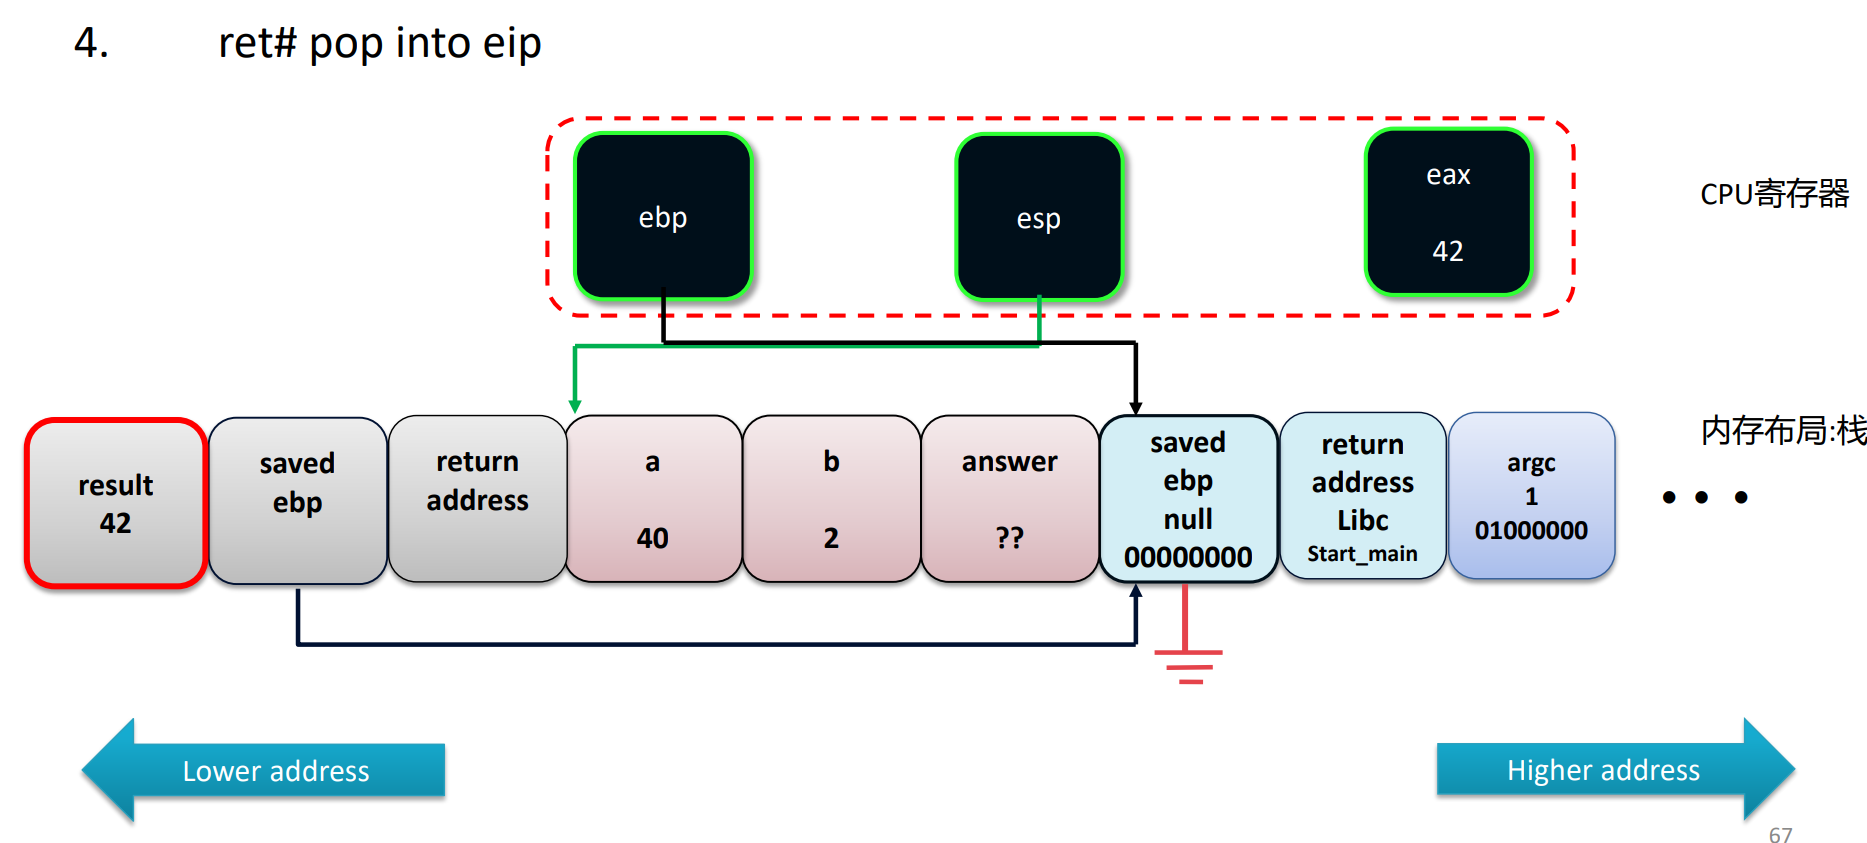 4. ret# pop into eip
ebp
esp
eax
42
CPU寄存器
内存布局:栈
result
42
saved
ebp
return
address
a
40
b
2
answer
??
saved
ebp
null
00000000
return
address
Libc
Start_main
argc
1
01000000
• • •
Lower address
Higher address
67